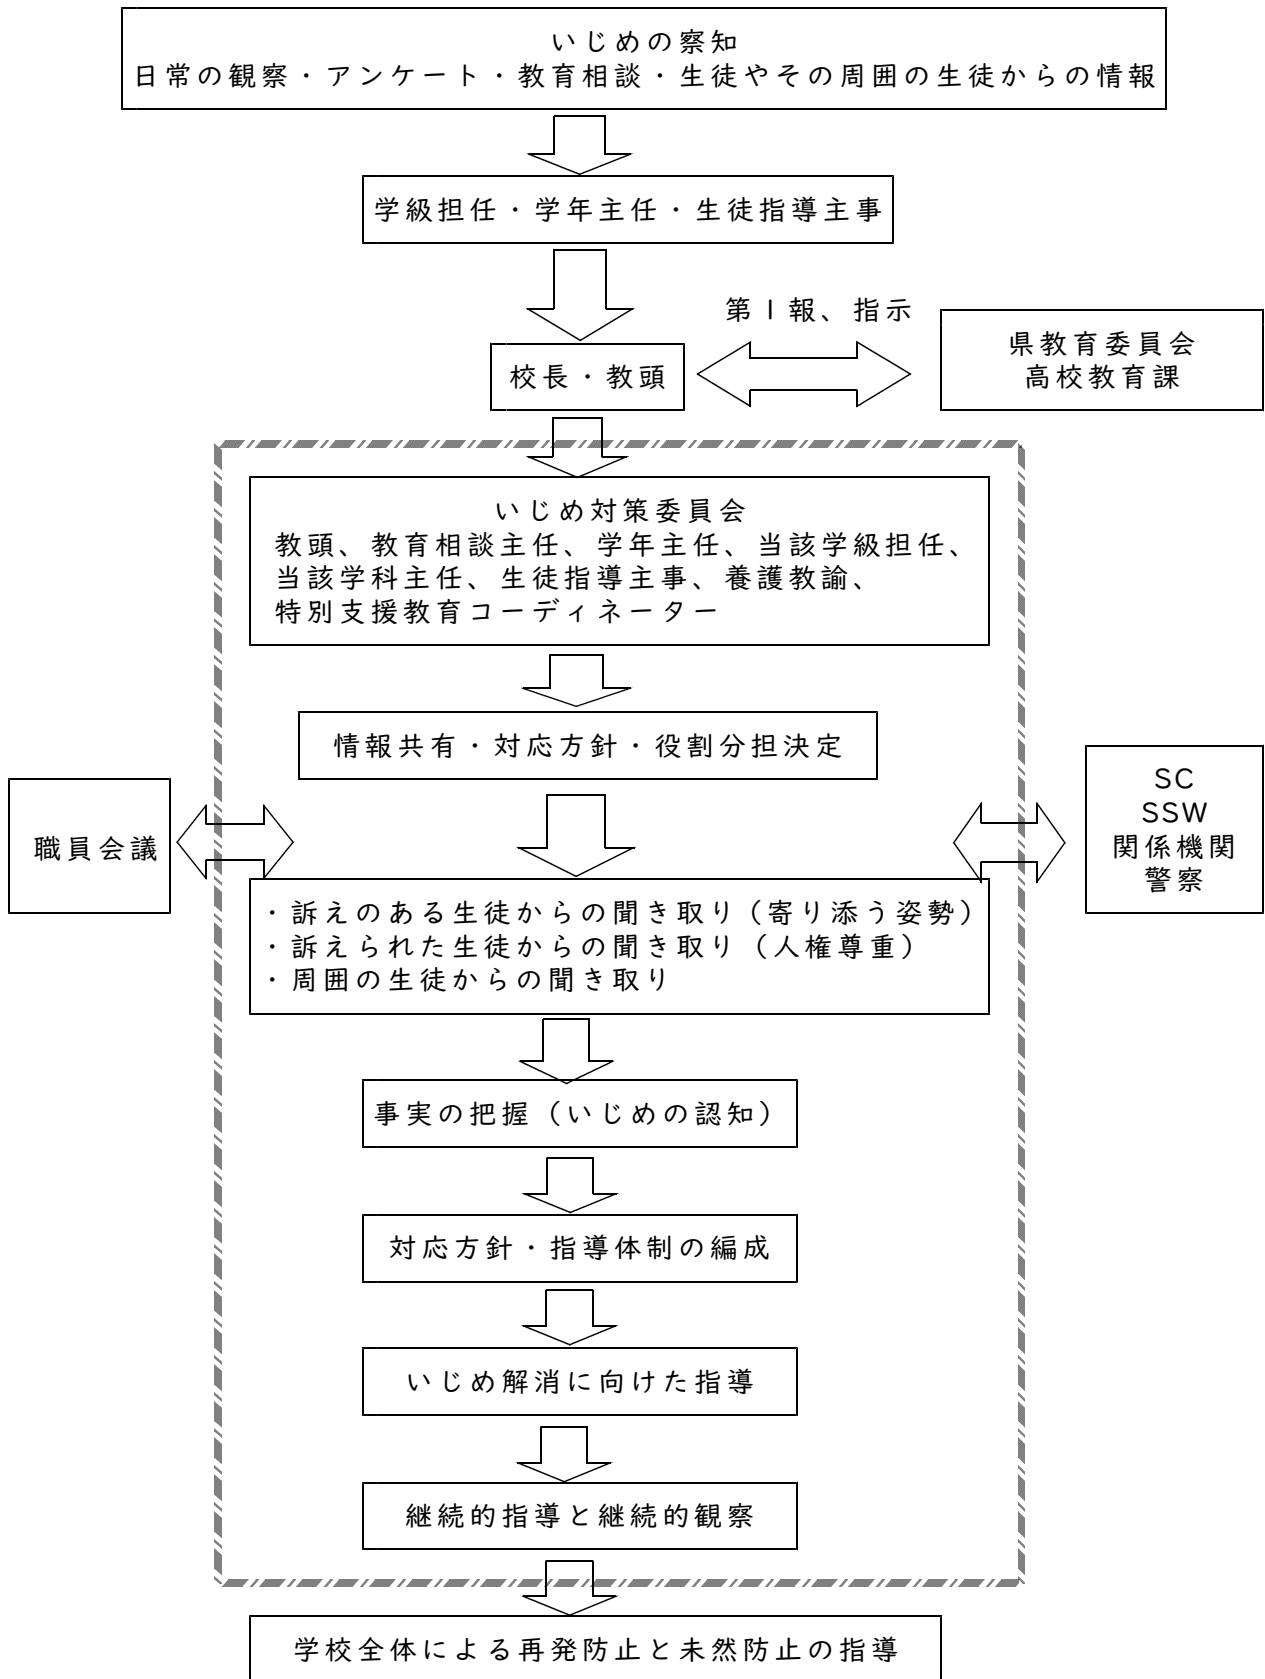 いじめの察知
日常の観察・アンケート・教育相談・生徒やその周囲の生徒からの情報
学級担任・学年主任・生徒指導主事
第1報、指示
校長・教頭
県教育委員会
高校教育課
いじめ対策委員会
教頭、教育相談主任、学年主任、当該学級担任、
当該学科主任、生徒指導主事、養護教諭、
特別支援教育コーディネーター
情報共有・対応方針・役割分担決定
職員会議
SC
SSW
関係機関
警察
・訴えのある生徒からの聞き取り（寄り添う姿勢）
・訴えられた生徒からの聞き取り（人権尊重）
・周囲の生徒からの聞き取り
事実の把握（いじめの認知）
対応方針・指導体制の編成
いじめ解消に向けた指導
継続的指導と継続的観察
学校全体による再発防止と未然防止の指導